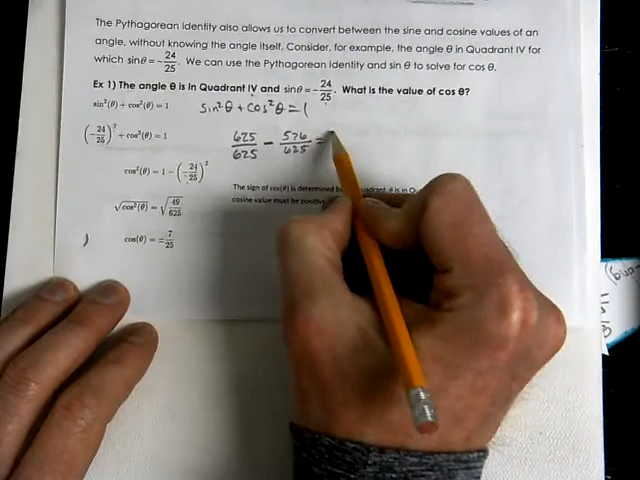 The Pythagorean Identity also allows us to convert between the sine and cosine values of an
angle, without knowing the angle itself. Consider, for example, the angle θ in Quadrant IV for
which sinθ = -24/25. We can use the Pythagorean Identity and sin θ to solve for cos θ.
Ex 1) The angle θ is in Quadrant IV and sinθ = -24/25. What is the value of cos θ?
sin²(θ) + cos²(θ) = 1
sin²θ + cos²θ = 1
(-24/25)² + cos²(θ) = 1
625/625 - 576/625 =
cos²(θ) = 1 - (-24/25)²
The sign of cos(θ) is determined by quadrant. θ is in Qu
cosine value must be positive
√cos²(θ) = √49/625
cos(θ) = ± 7/25